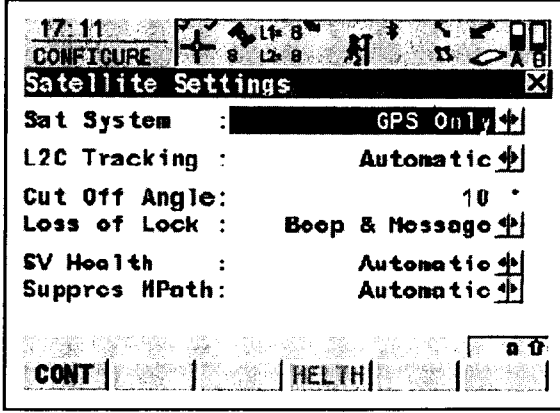 17:11
L1: 8
CONFIGURE 8 L2: 8 A B
Satellite Settings
Sat System : GPS Only
L2C Tracking : Automatic
Cut Off Angle: 10 °
Loss of Lock : Beep & Message
SV Health : Automatic
Suppres MPath: Automatic
a
CONT HELTH